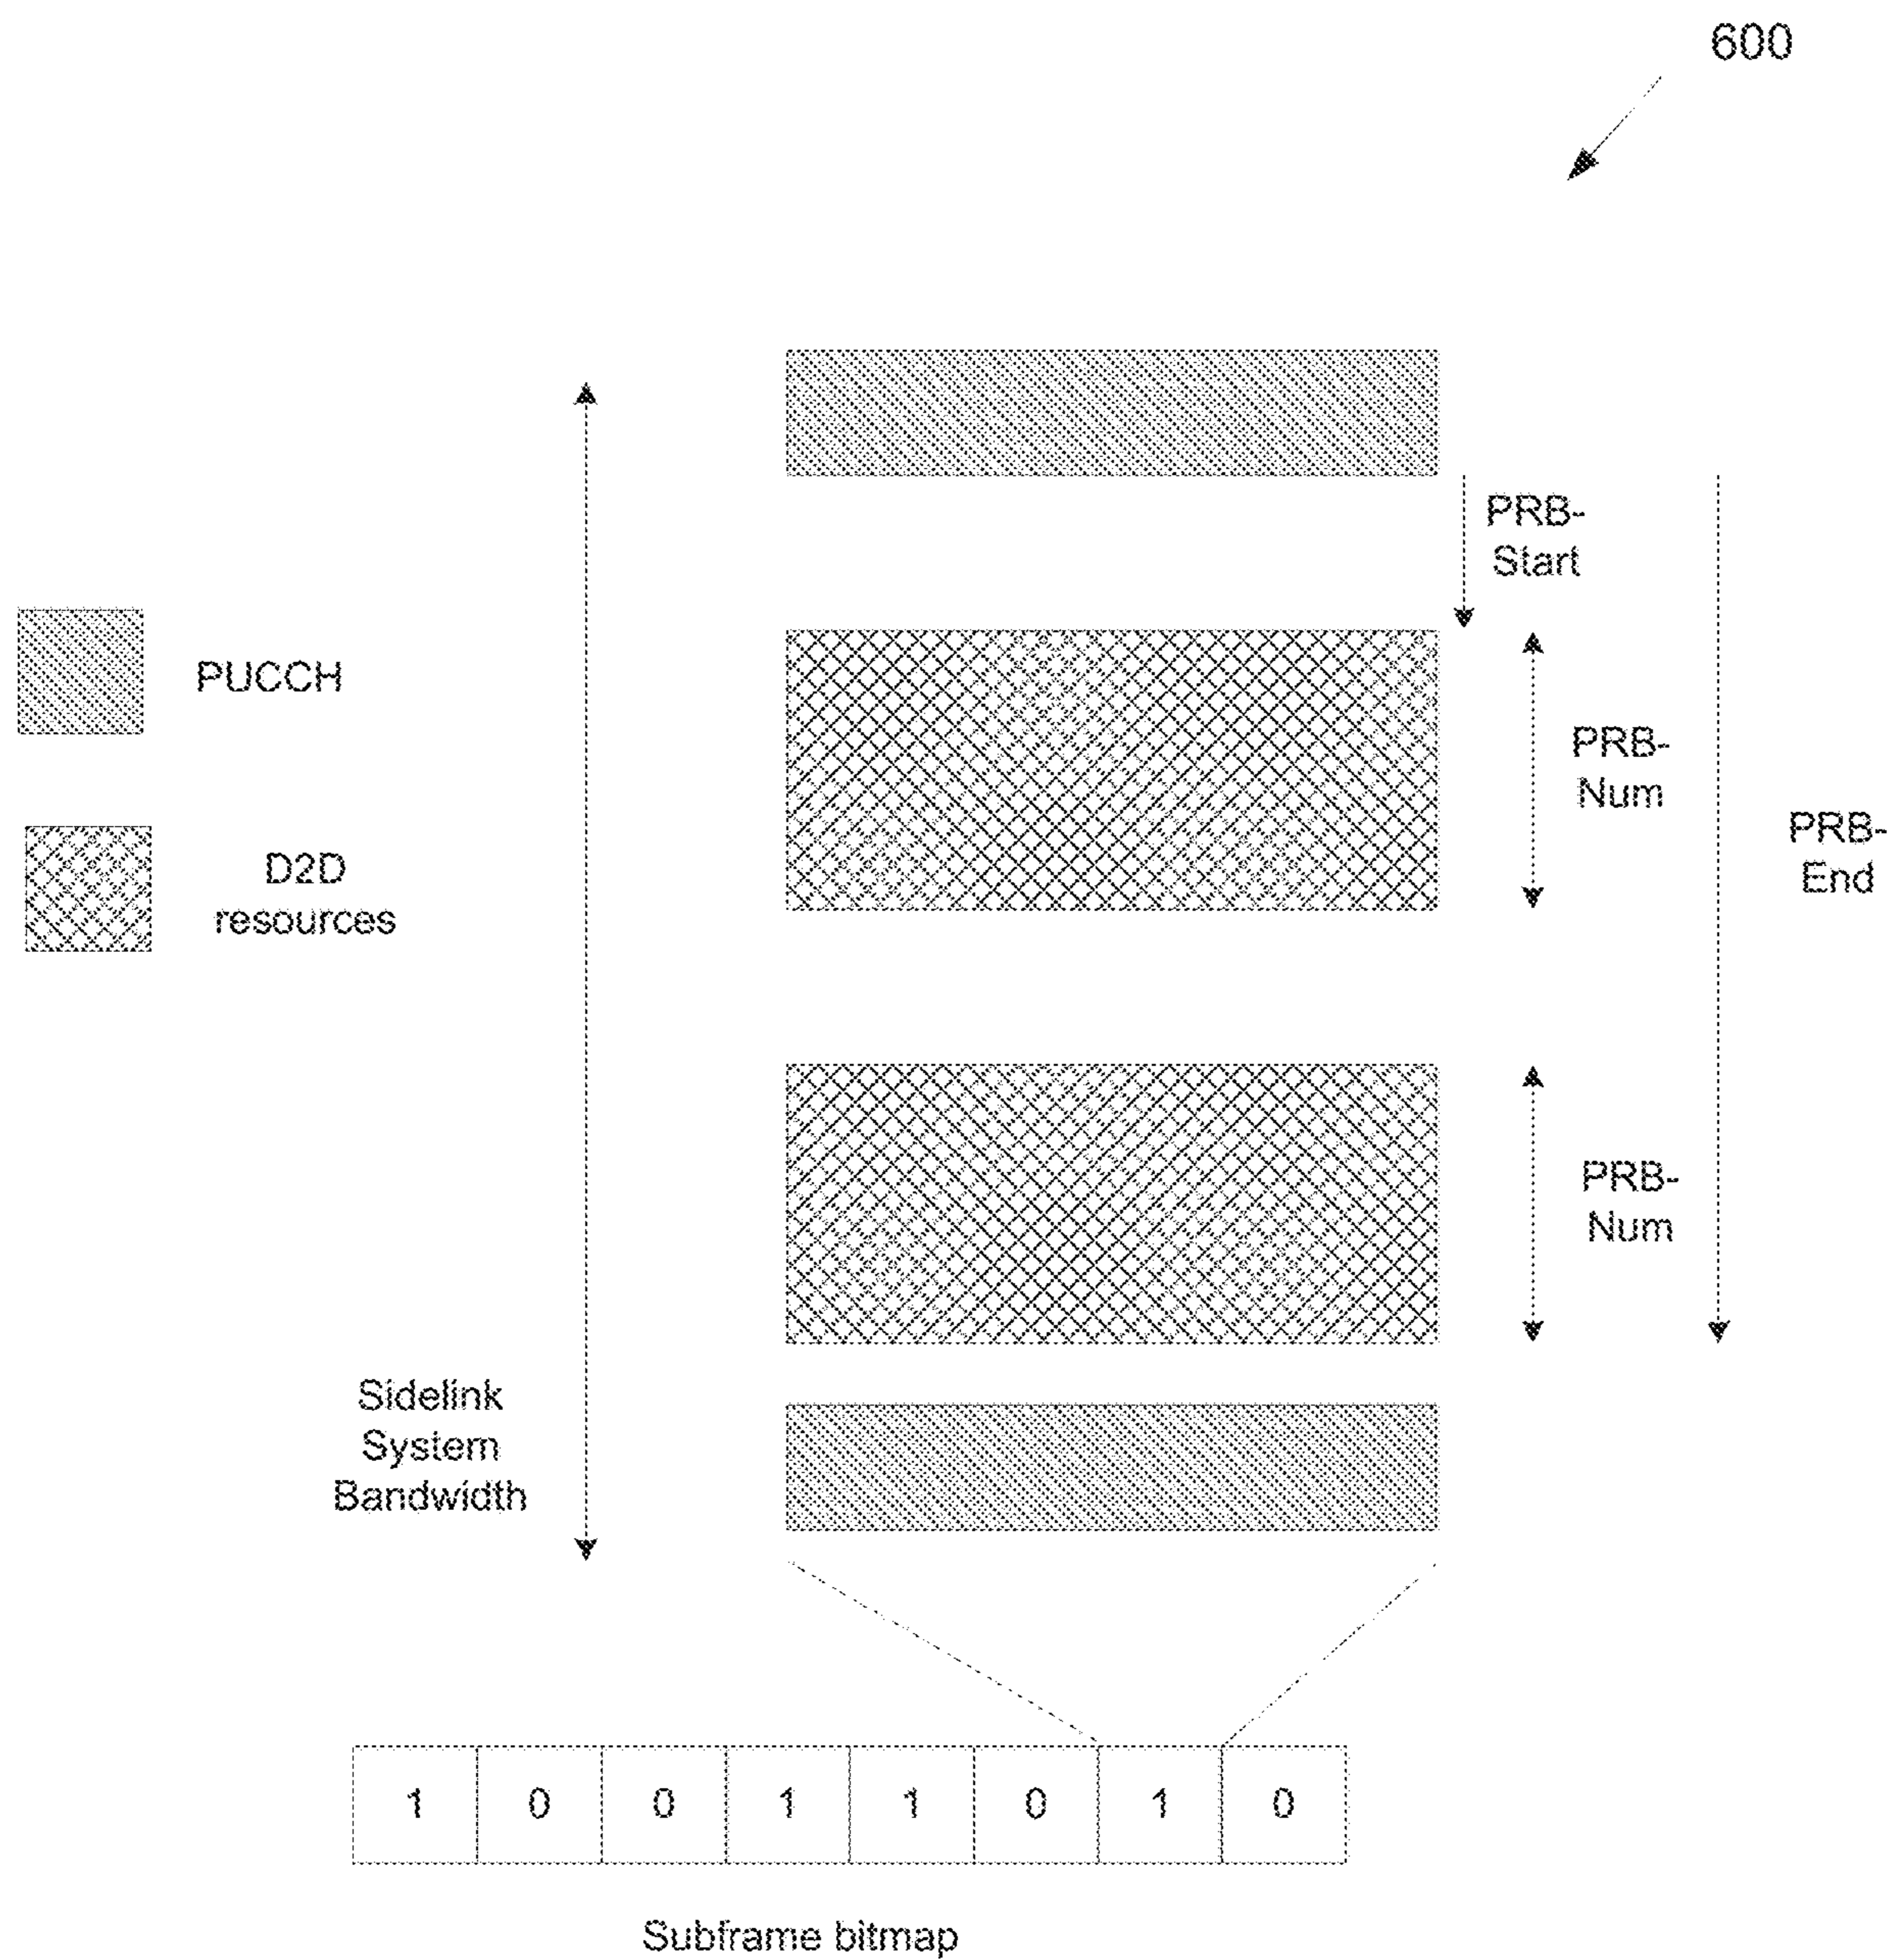 600
PRB-
Start
PUCCH
PRB-
Num
PRB-
End
D2D
resources
PRB-
Num
Sidelink
System
Bandwidth
1 0 0 1 1 0 1 0
Subframe bitmap